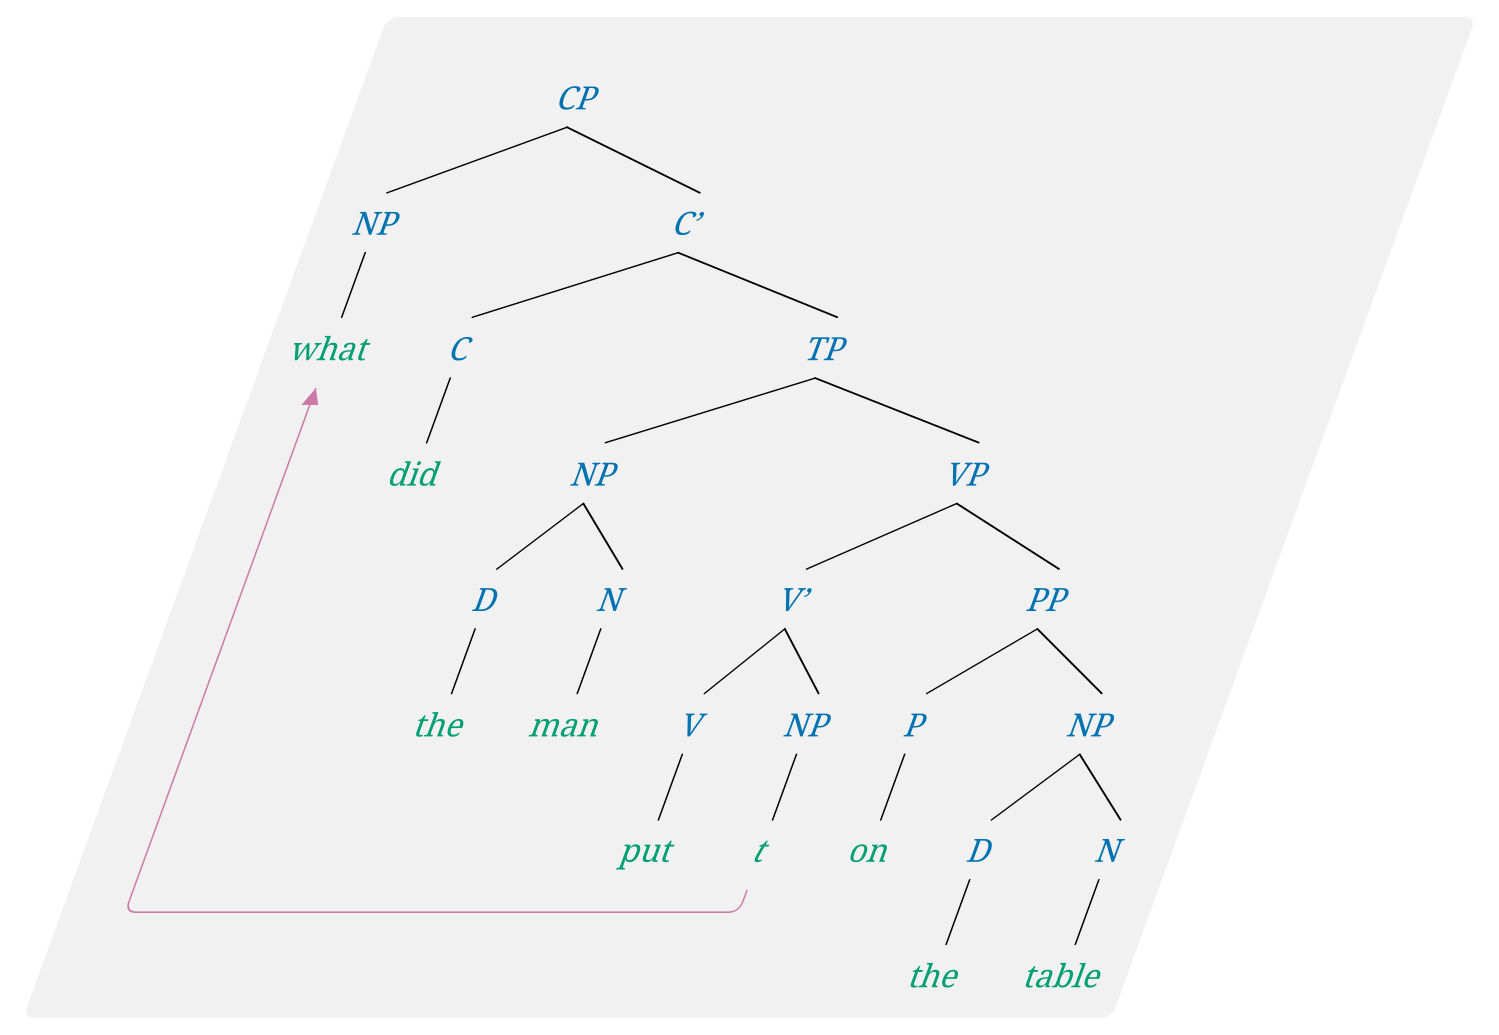 CP
NP C’
what C TP
did NP VP
D N V’ PP
the man V NP P NP
put t on D N
the table